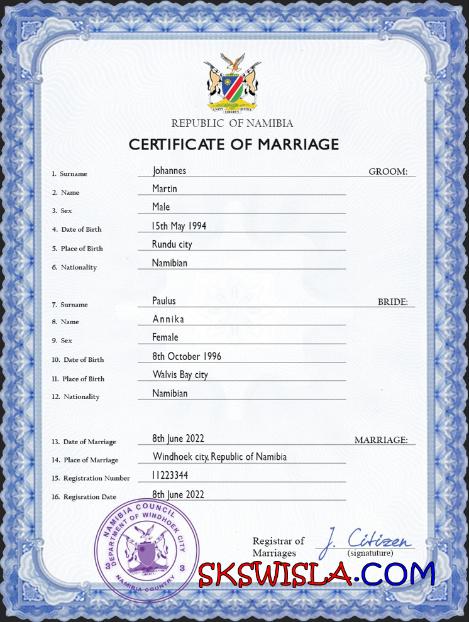 REPUBLIC OF NAMIBIA
CERTIFICATE OF MARRIAGE
1. Surname Johannes GROOM:
2. Name Martin
3. Sex Male
4. Date of Birth 15th May 1994
5. Place of Birth Rundu city
6. Nationality Namibian
7. Surname Paulus BRIDE:
8. Name Annika
9. Sex Female
10. Date of Birth 8th October 1996
11. Place of Birth Walvis Bay city
12. Nationality Namibian
13. Date of Marriage 8th June 2022 MARRIAGE:
14. Place of Marriage Windhoek city, Republic of Namibia
15. Registration Number 11223344
16. Registration Date 8th June 2022
NAMIBIA COUNCIL
DEPARTMENT OF WINDHOEK CITY
NAMIBIA COUNTRY
3 3
Registrar of J. Citizen
Marriages (signatuture)
SKSWISLA.COM